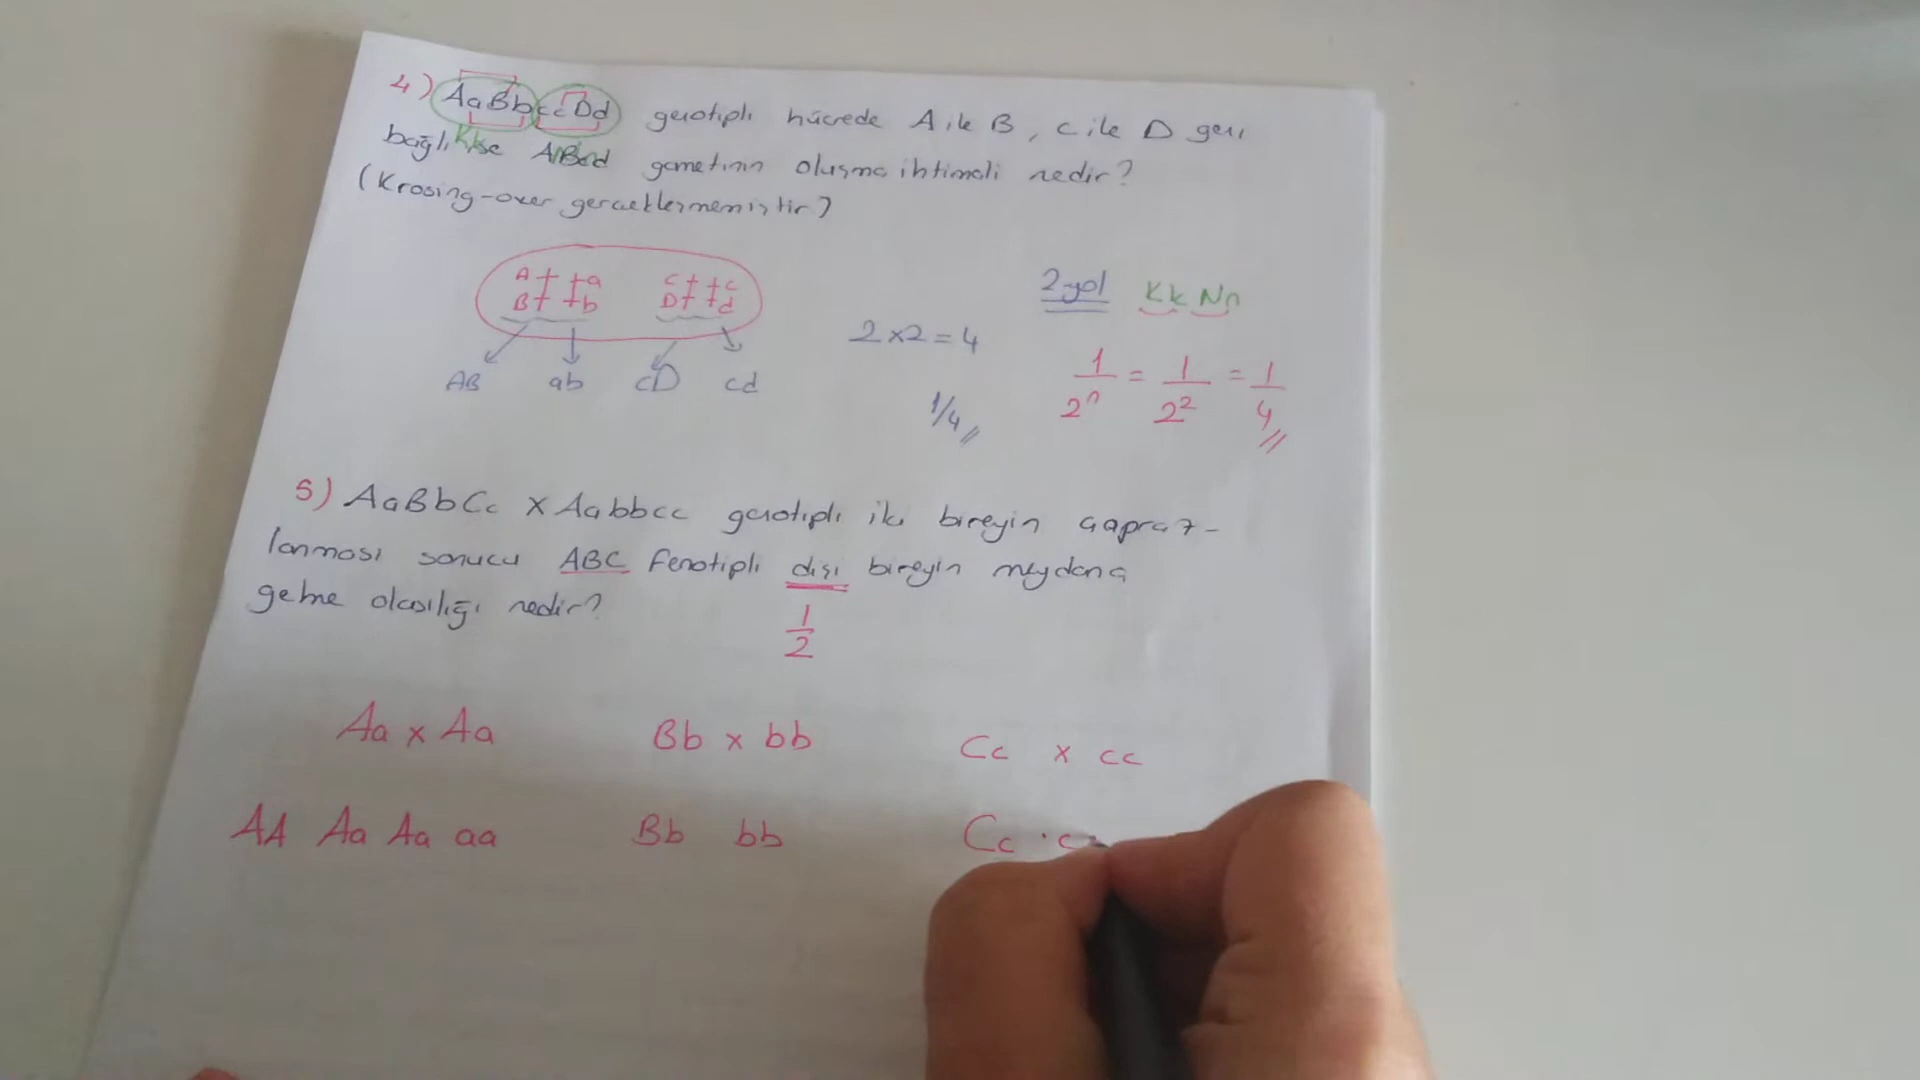 4) AaBbccDd genotipli hücrede A ile B, c ile D geni
bağlı ise ABcd gametinin oluşma ihtimali nedir?
(Krosing-over gerçekleşmemiştir)
A B a b c D c d
AB ab cD cd
2x2=4
1/4
2.yol KkNn
1/2ⁿ = 1/2² = 1/4
5) AaBbCc x Aabbcc genotipli iki bireyin çapraz-
lanması sonucu ABC fenotipli dişi bireyin meydana
gelme olasılığı nedir?
1/2
Aa x Aa Bb x bb Cc x cc
AA Aa Aa aa Bb bb Cc c